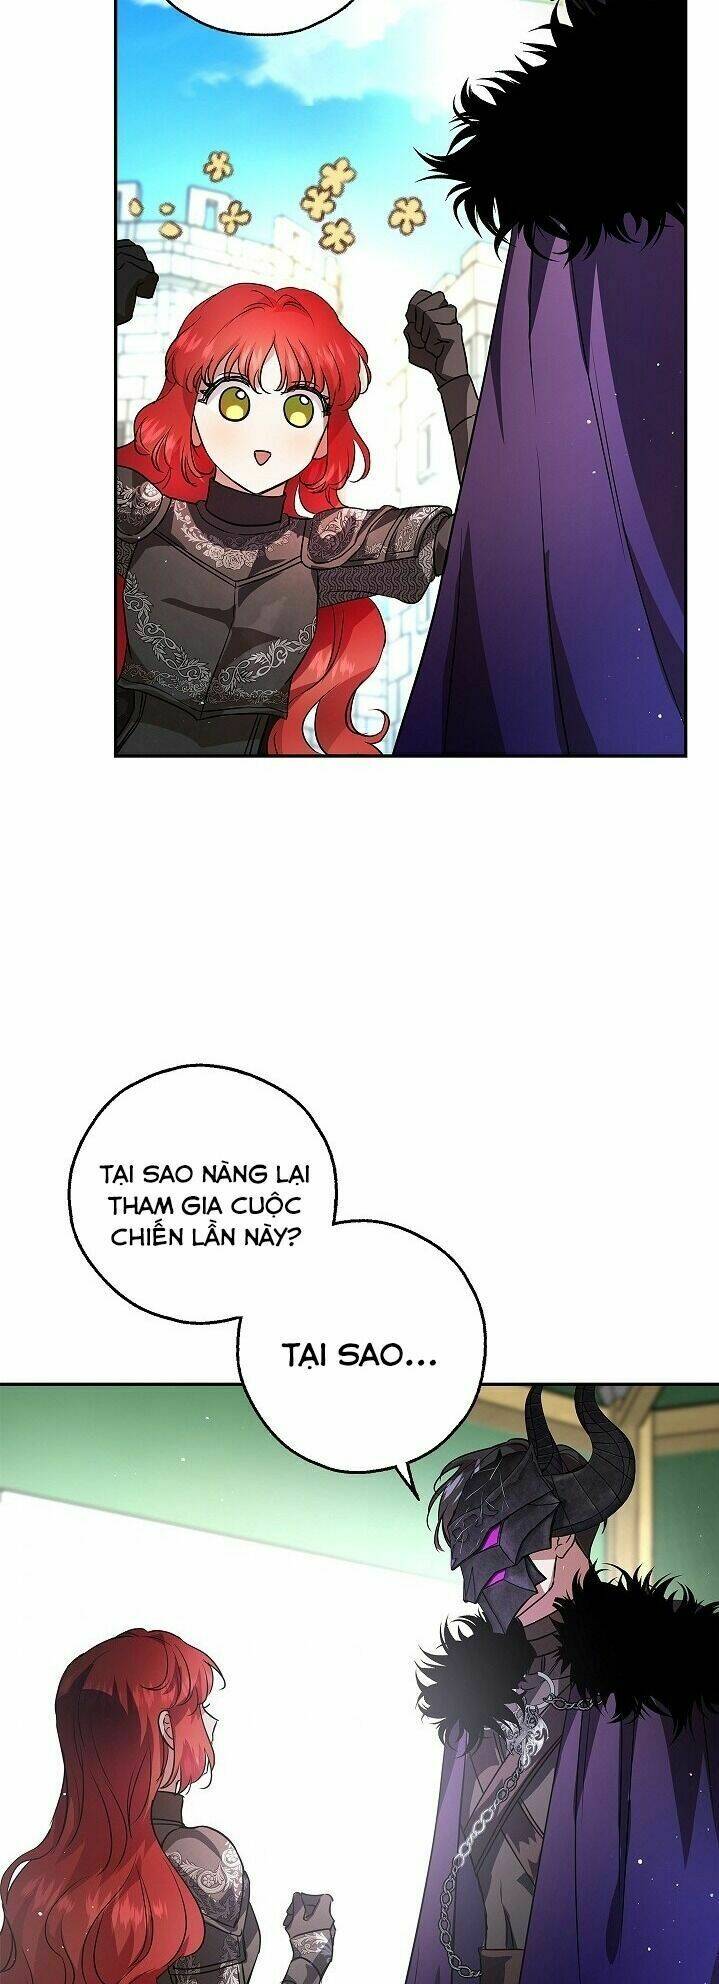 TẠI SAO NÀNG LẠI
THAM GIA CUỘC
CHIẾN LẦN NÀY?
TẠI SAO...